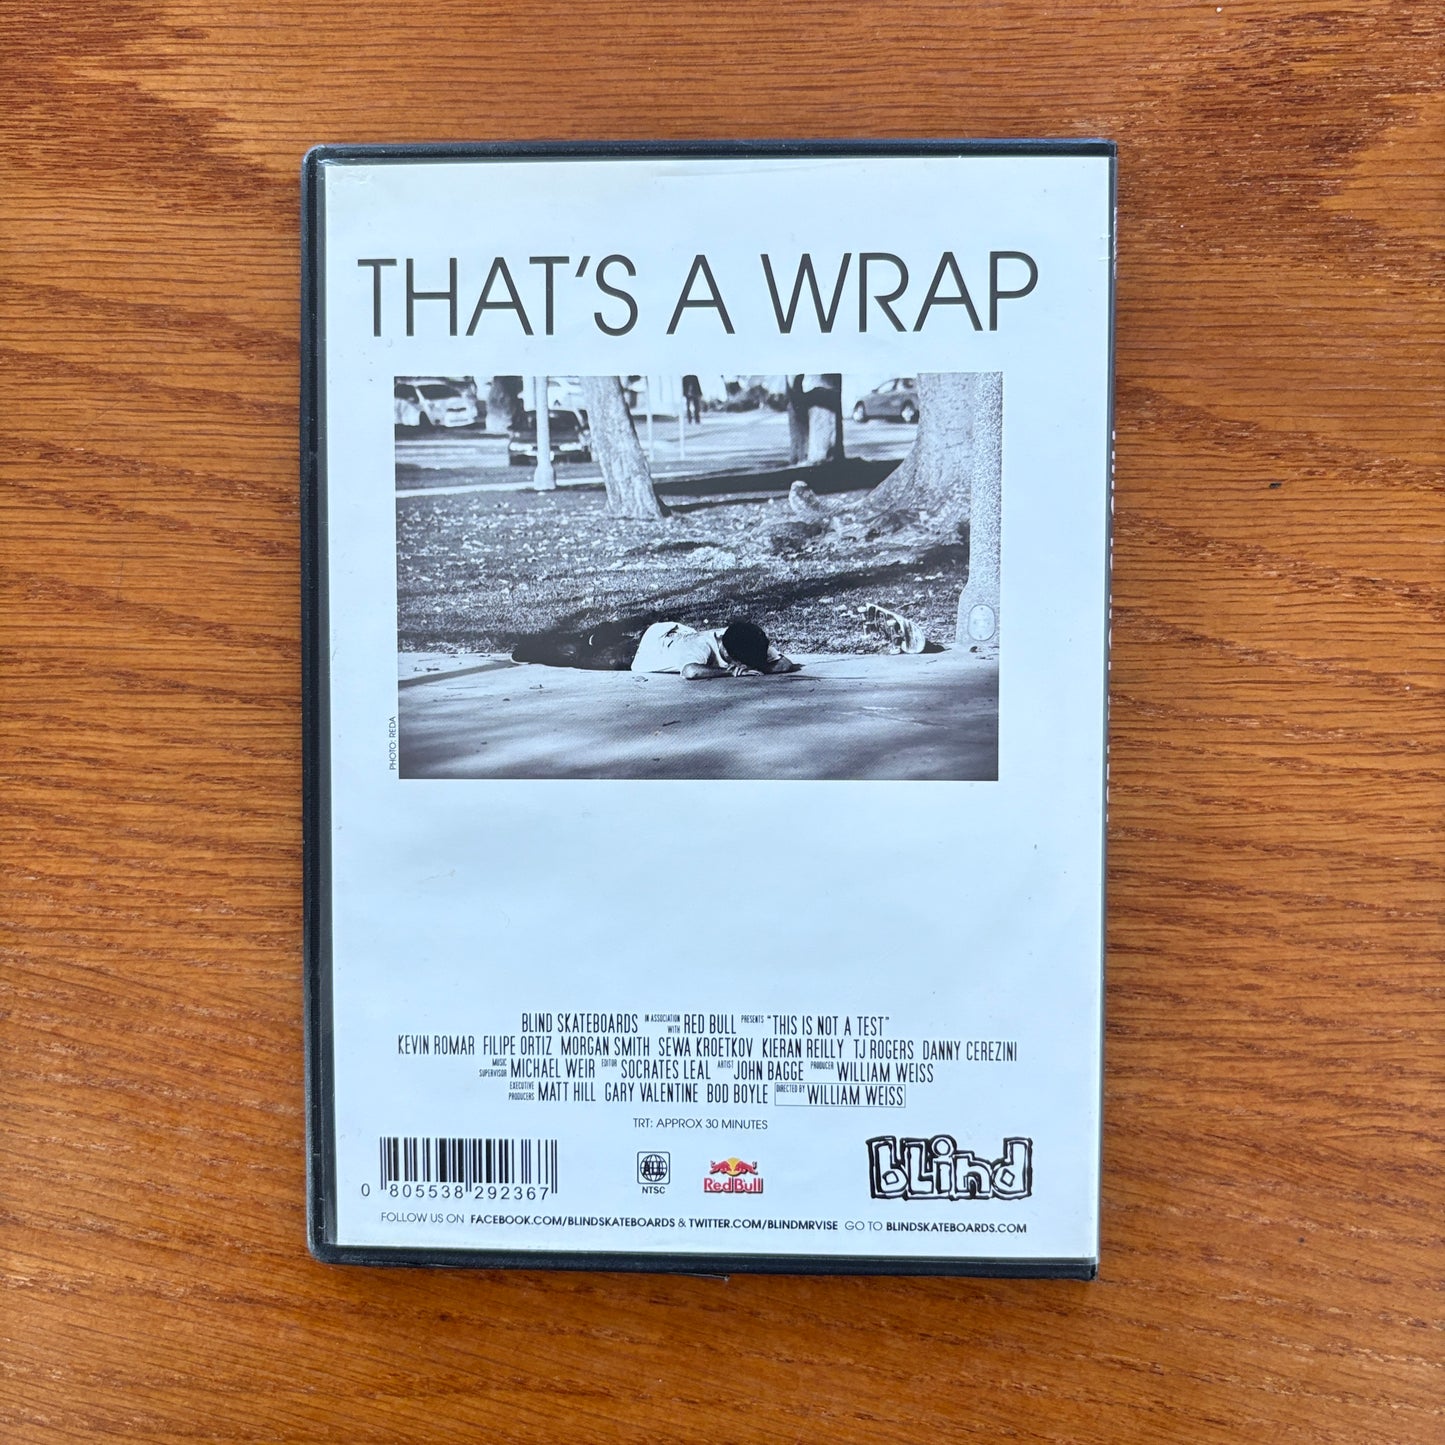 THAT'S A WRAP
PHOTO: REDA
BLIND SKATEBOARDS IN ASSOCIATION WITH RED BULL PRESENTS "THIS IS NOT A TEST"
KEVIN ROMAR FILIPE ORTIZ MORGAN SMITH SEWA KROETKOV KIERAN REILLY TJ ROGERS DANNY CEREZINI
MUSIC SUPERVISOR MICHAEL WEIR EDITOR SOCRATES LEAL ARTIST JOHN BAGGE PRODUCER WILLIAM WEISS
EXECUTIVE PRODUCERS MATT HILL GARY VALENTINE BOD BOYLE DIRECTED BY WILLIAM WEISS
TRT: APPROX 30 MINUTES
0 805538 292367
ALL
NTSC
Red Bull
blind
FOLLOW US ON FACEBOOK.COM/BLINDSKATEBOARDS & TWITTER.COM/BLINDMRVISE GO TO BLINDSKATEBOARDS.COM